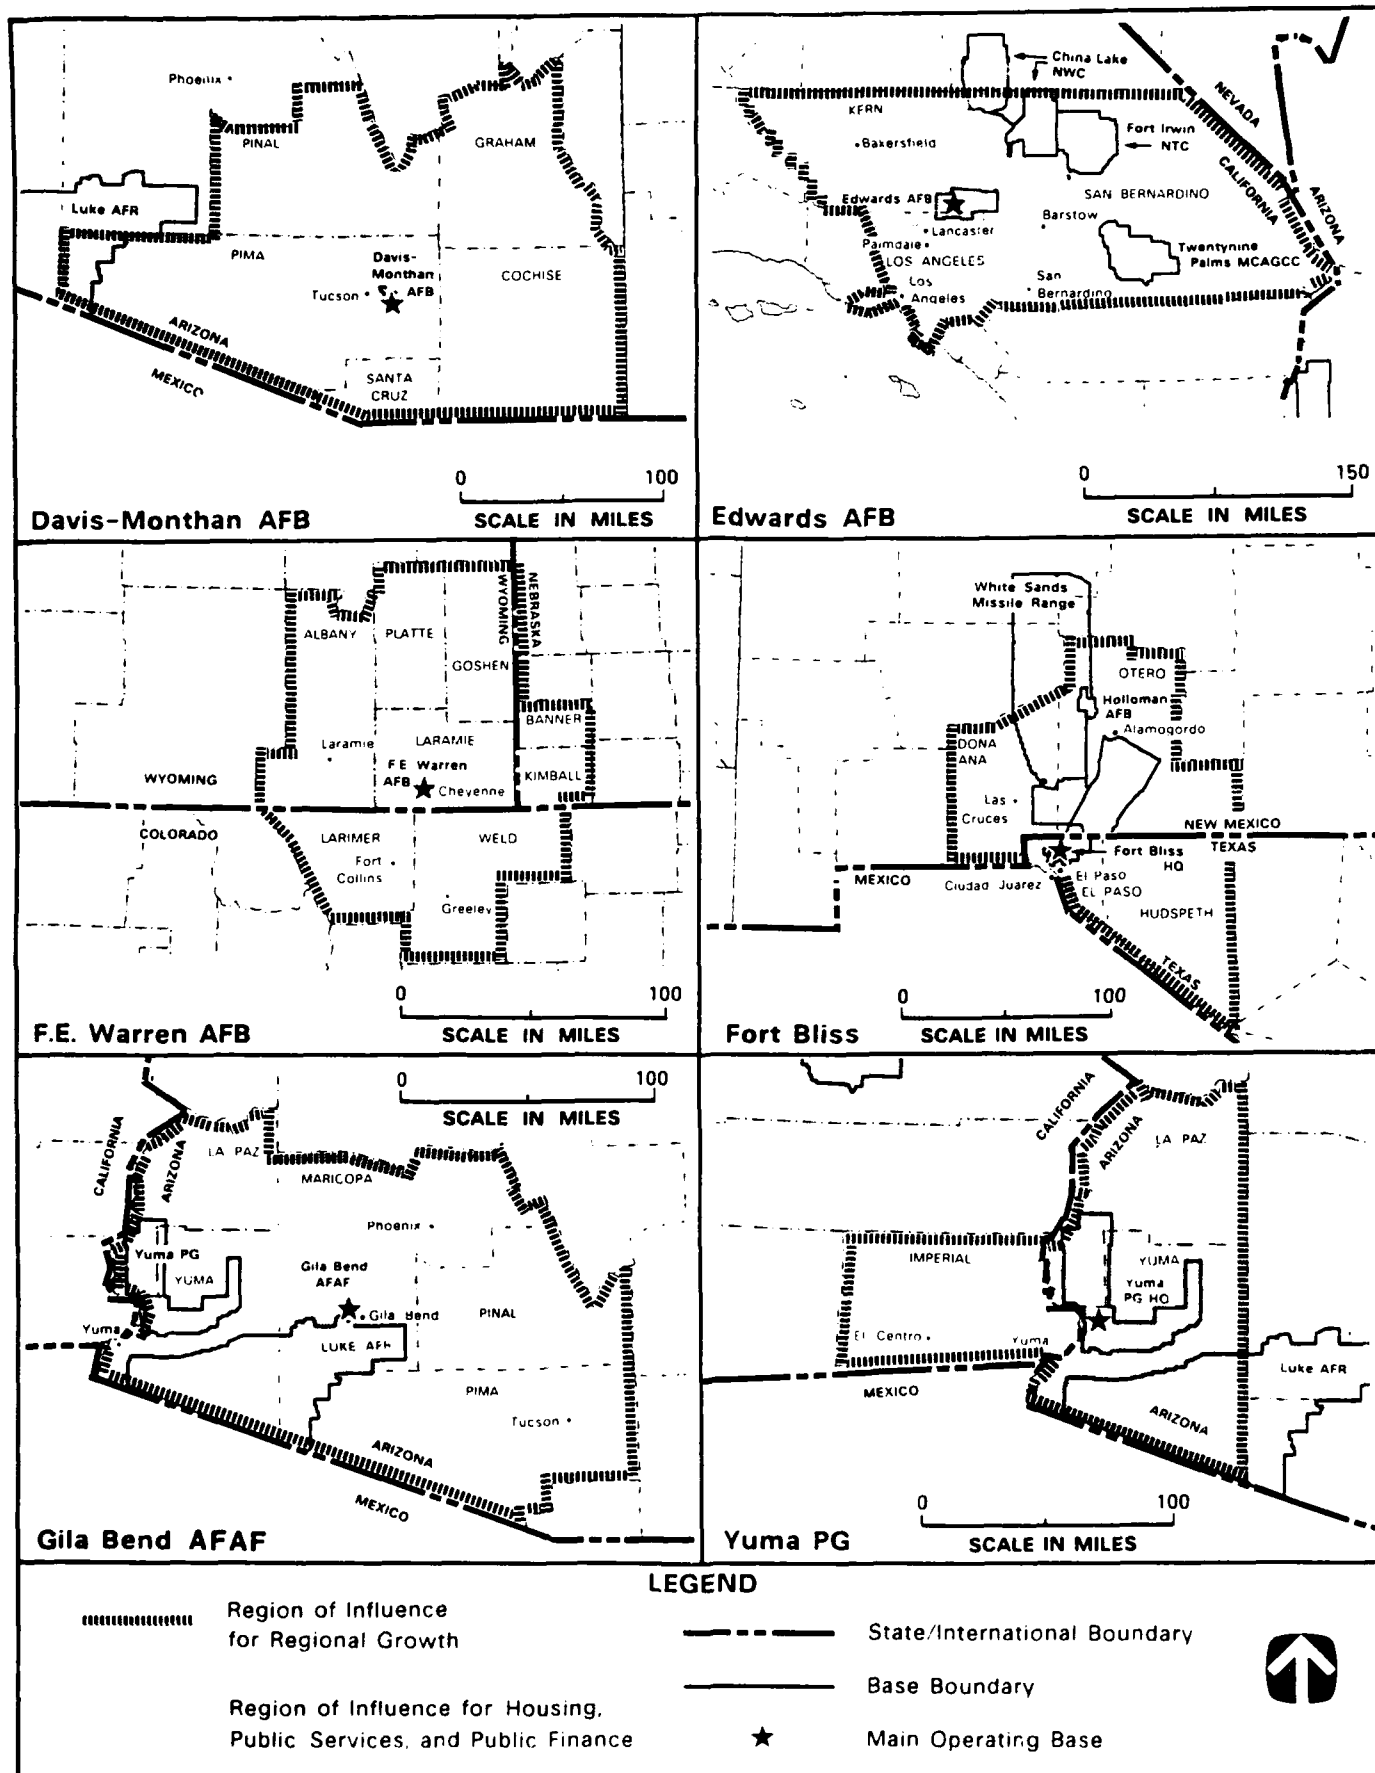 Phoenix
PINAL
GRAHAM
Luke AFR
PIMA
Davis-
Monthan
AFB
Tucson
COCHISE
ARIZONA
MEXICO
SANTA
CRUZ
0 100
SCALE IN MILES
Davis-Monthan AFB
China Lake
NWC
KERN
NEVADA
Bakersfield
Fort Irwin
NTC
CALIFORNIA
ARIZONA
SAN BERNARDINO
Edwards AFB
Lancaster
Barstow
Palmdale
LOS ANGELES
Twentynine
Palms MCAGCC
Los
Angeles
San
Bernardino
0 150
SCALE IN MILES
Edwards AFB
NEBRASKA
WYOMING
ALBANY
PLATTE
GOSHEN
BANNER
Laramie
LARAMIE
F.E. Warren
AFB
KIMBALL
WYOMING
Cheyenne
COLORADO
LARIMER
WELD
Fort
Collins
Greeley
0 100
SCALE IN MILES
F.E. Warren AFB
White Sands
Missile Range
OTERO
Holloman
AFB
Alamogordo
DONA
ANA
Las
Cruces
NEW MEXICO
TEXAS
Fort Bliss
HQ
MEXICO
Ciudad Juarez
El Paso
EL PASO
HUDSPETH
TEXAS
0 100
SCALE IN MILES
Fort Bliss
0 100
SCALE IN MILES
CALIFORNIA
ARIZONA
LA PAZ
MARICOPA
Phoenix
Yuma PG
YUMA
Gila Bend
AFAF
Gila Bend
PINAL
Yuma
LUKE AFR
PIMA
Tucson
ARIZONA
MEXICO
Gila Bend AFAF
CALIFORNIA
ARIZONA
LA PAZ
IMPERIAL
YUMA
Yuma
PG HQ
El Centro
Yuma
Luke AFR
MEXICO
ARIZONA
0 100
SCALE IN MILES
Yuma PG
LEGEND
Region of Influence
for Regional Growth
State/International Boundary
Base Boundary
Region of Influence for Housing,
Public Services, and Public Finance
Main Operating Base